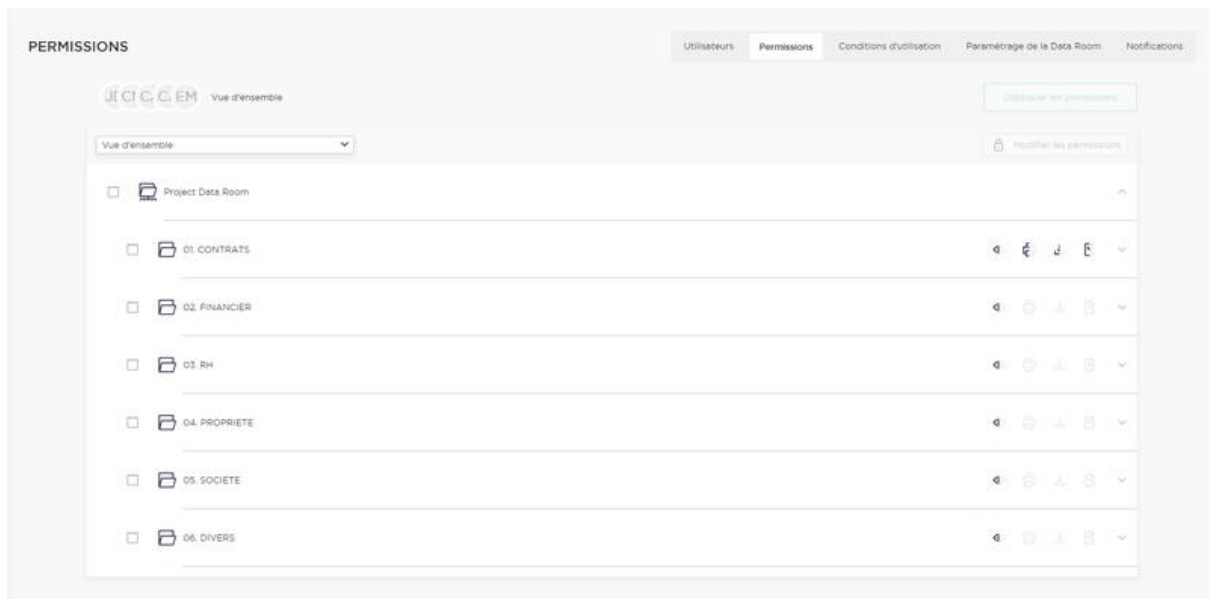 PERMISSIONS
Utilisateurs Permissions Conditions d'utilisation Paramétrage de la Data Room Notifications
EM Vue d'ensemble
Dupliquer les permissions
Vue d'ensemble
Modifier les permissions
Project Data Room
01. CONTRATS
02. FINANCIER
03. RH
04. PROPRIETE
05. SOCIETE
06. DIVERS